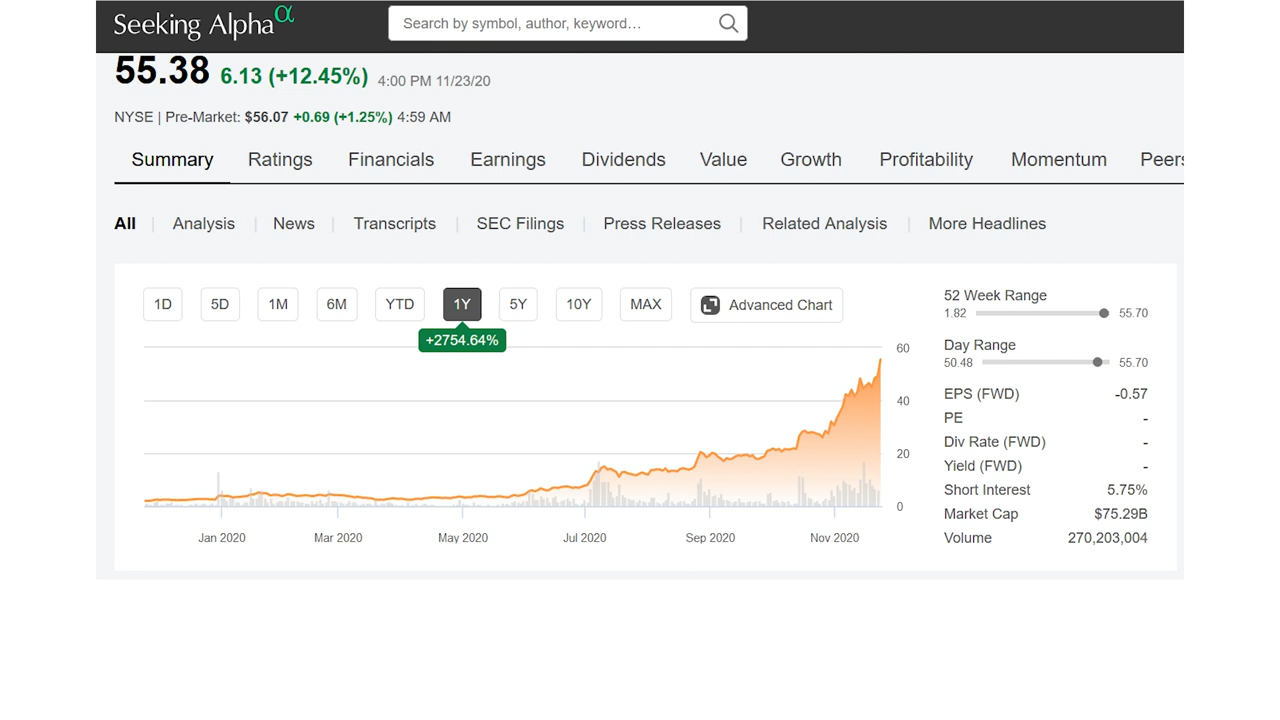 Seeking Alpha α
Search by symbol, author, keyword...
55.38 6.13 (+12.45%) 4:00 PM 11/23/20
NYSE | Pre-Market: $56.07 +0.69 (+1.25%) 4:59 AM
Summary Ratings Financials Earnings Dividends Value Growth Profitability Momentum Peers
All | Analysis | News | Transcripts | SEC Filings | Press Releases | Related Analysis | More Headlines
1D 5D 1M 6M YTD 1Y 5Y 10Y MAX Advanced Chart
+2754.64%
60
40
20
0
Jan 2020 Mar 2020 May 2020 Jul 2020 Sep 2020 Nov 2020
52 Week Range
1.82 55.70
Day Range
50.48 55.70
EPS (FWD) -0.57
PE -
Div Rate (FWD) -
Yield (FWD) -
Short Interest 5.75%
Market Cap $75.29B
Volume 270,203,004